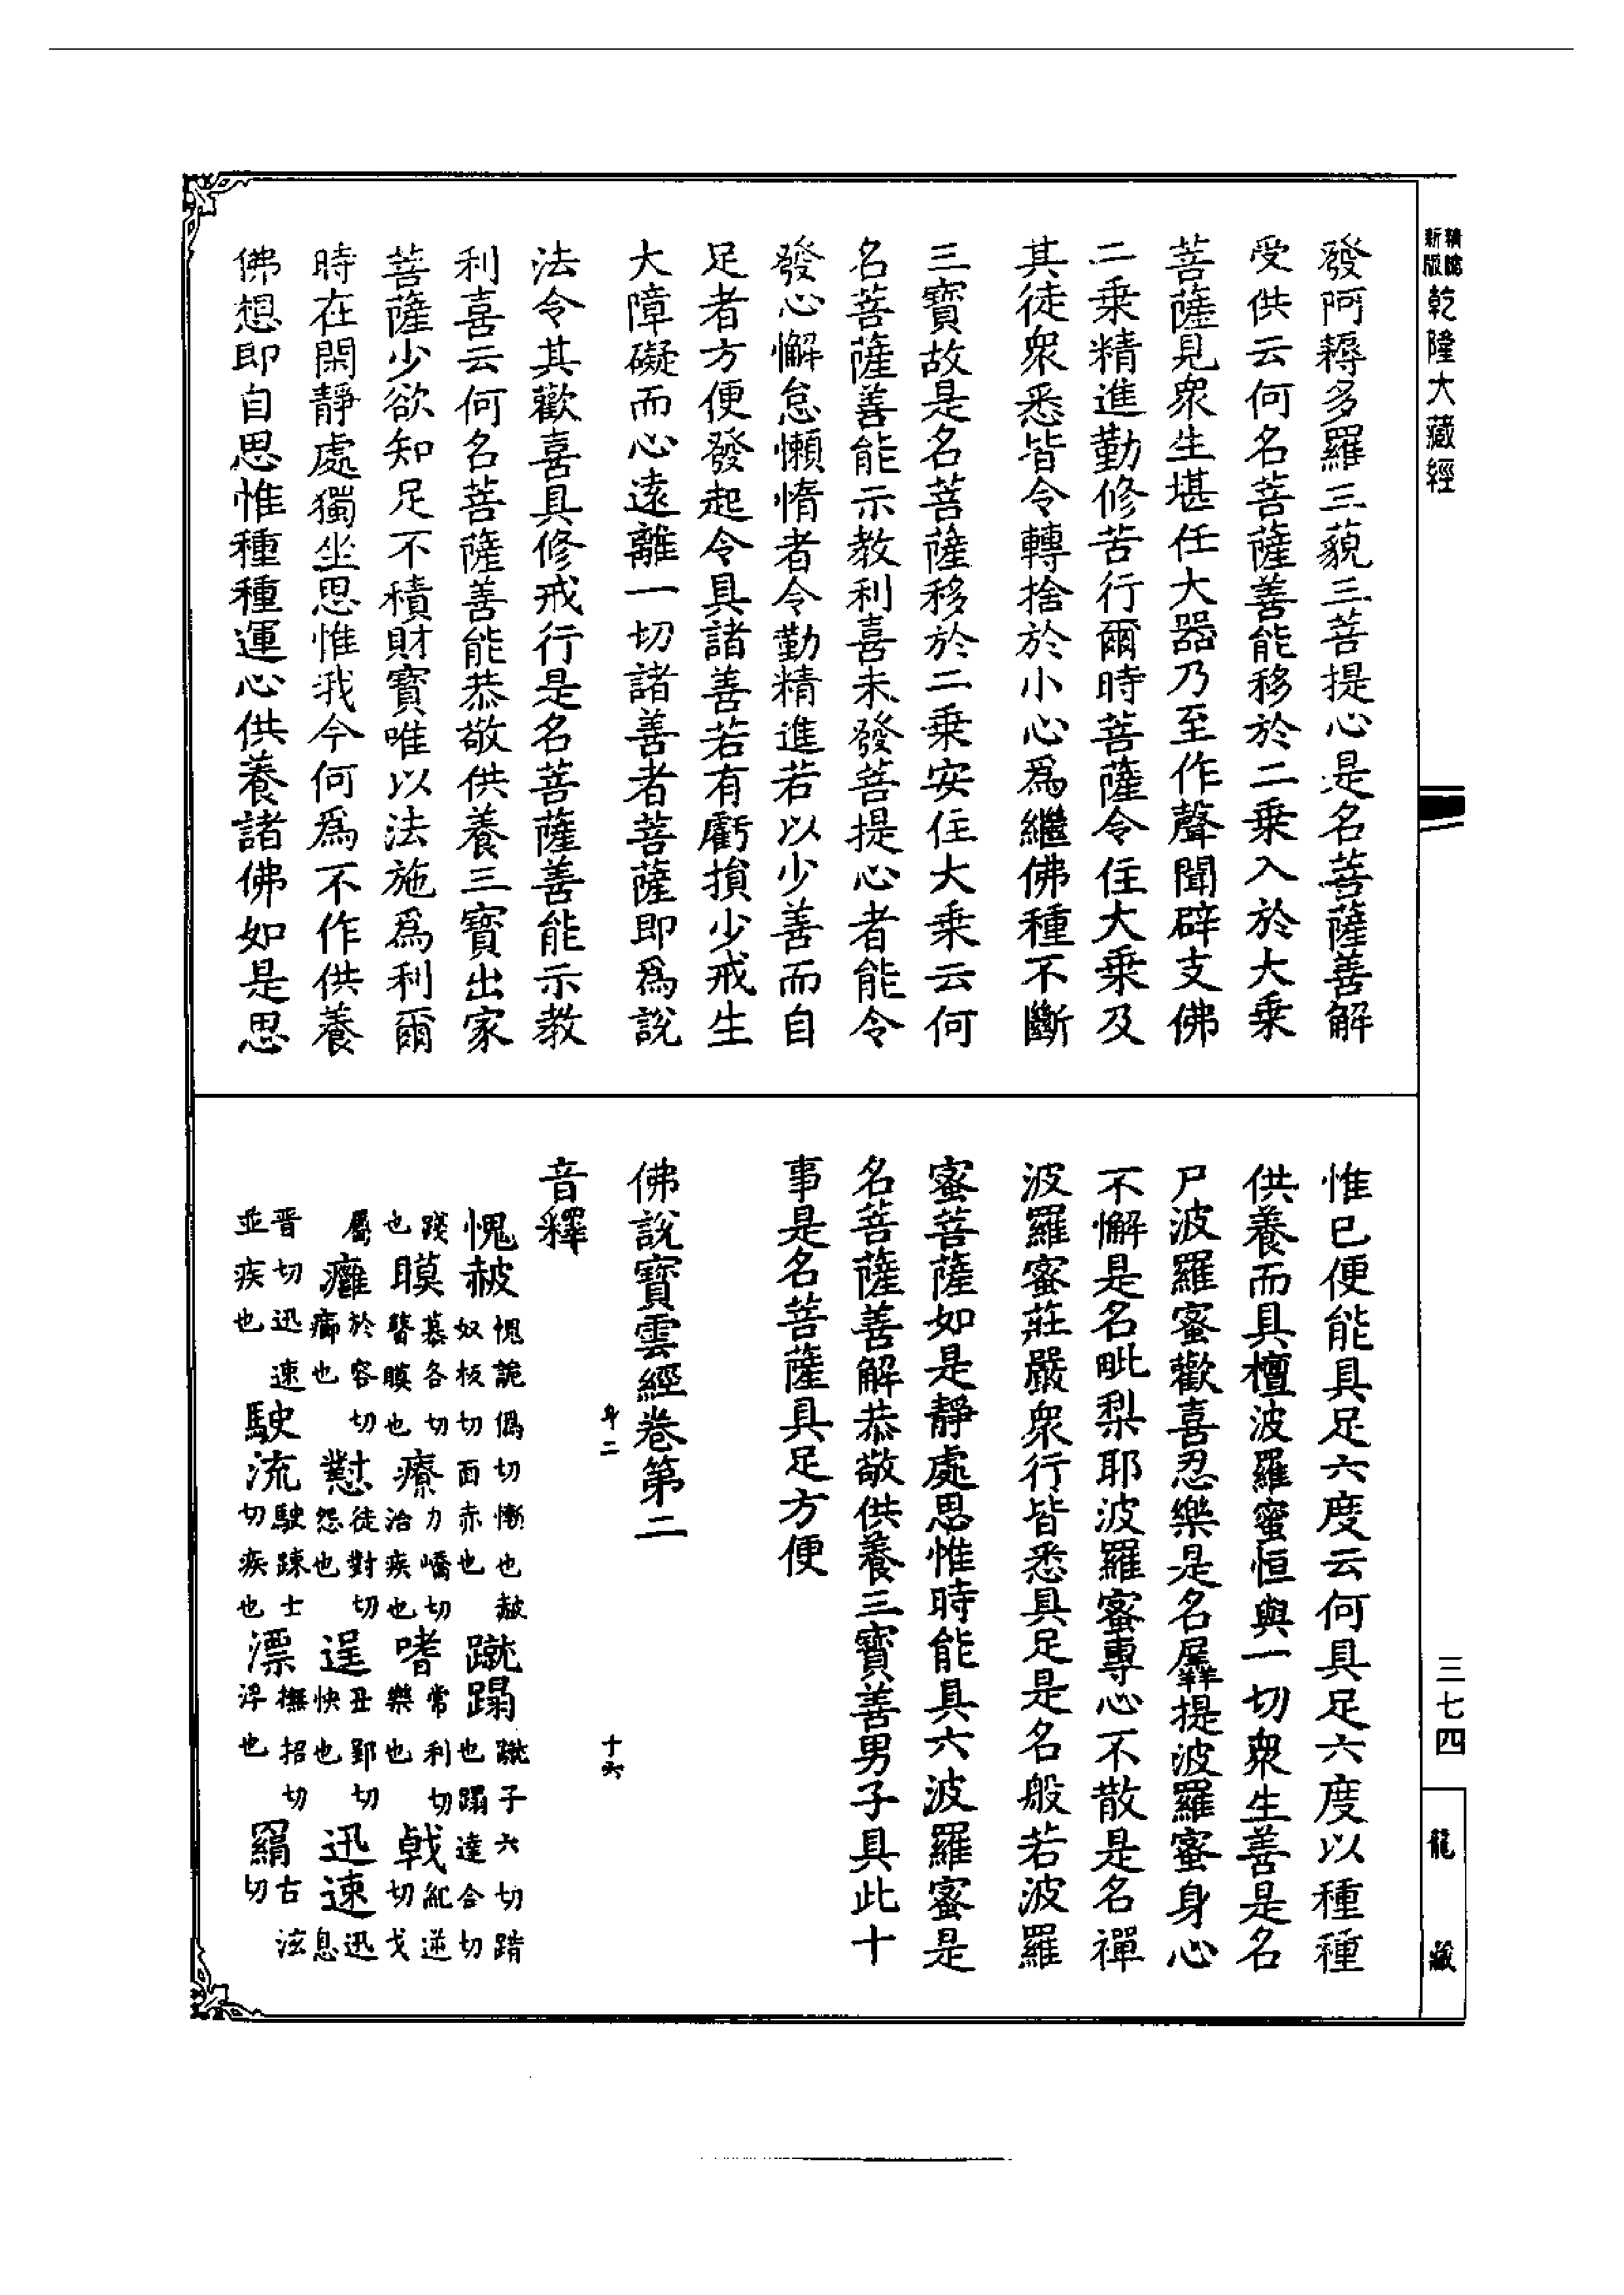 乾隆大藏經
發阿耨多羅三藐三菩提心是名菩薩善解
受供云何名菩薩善能移於二乘入於大乘
菩薩見衆生堪任大器乃至作聲聞辟支佛
二乘精進勤修苦行爾時菩薩令住大乘及
其徒衆悉皆令轉捨於小心爲繼佛種不斷
三寶故是名菩薩移於二乘安住大乘云何
名菩薩善能示教利喜未發菩提心者能令
發心懈怠懶惰者令勤精進若以少善而自
足者方便發起令具諸善若有虧損少戒生
大障礙而心遠離一切諸善者菩薩即爲說
法令其歡喜具修戒行是名菩薩善能示教
利喜云何名菩薩善能恭敬供養三寶出家
菩薩少欲知足不積財寶唯以法施爲利爾
時在閑靜處獨坐思惟我今何爲不作供養
佛想即自思惟種種運心供養諸佛如是思
惟已便能具足六度云何具足六度以種種
供養而具檀波羅蜜恒與一切衆生善是名
尸波羅蜜歡喜忍樂是名羼提波羅蜜身心
不懈是名毗梨耶波羅蜜專心不散是名禪
波羅蜜莊嚴衆行皆悉具足是名般若波羅
蜜菩薩如是靜處思惟時能具六波羅蜜是
名菩薩善解恭敬供養三寶善男子具此十
事是名菩薩具足方便
佛說寶雲經卷第二
十六
音釋
愧赧 愧詭僞切慚也赧奴板切面赤也 蹴蹋 蹴子六切踏也蹋達合切
踐也 瞙 慕各切瞖瞙也 療 力嶠切治疾也 嗜 常利切樂也 戟 紀逆切戈
屬 癰 於容切癤也 懟 徒對切怨也 逞 丑郢切快也 迅速 迅息
晋切迅速並疾也 駛流 駛踈士切疾也 漂 撫招切浮也 羂 古泫切
三七四
龍藏